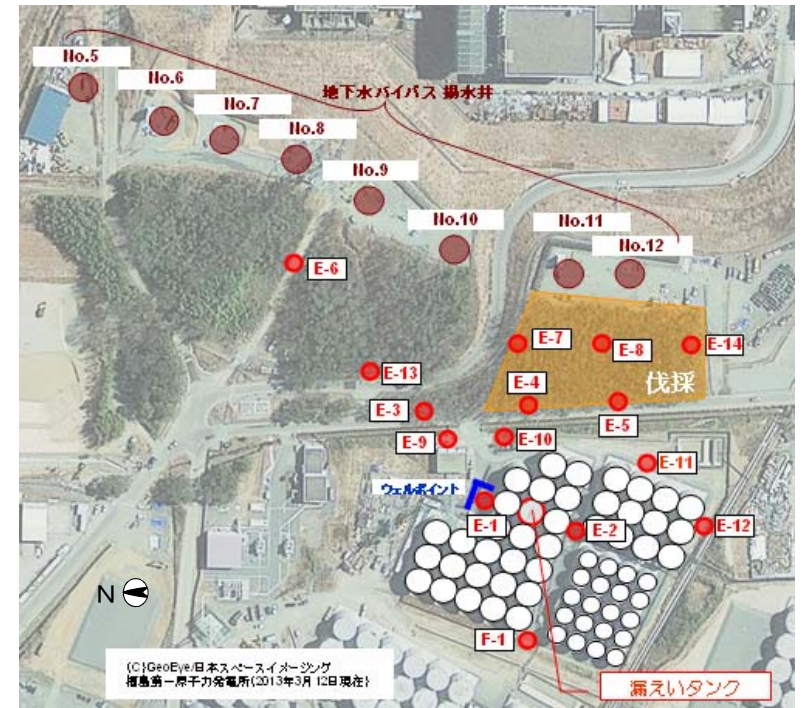 No.5
No.6
No.7
No.8
地下水バイパス 揚水井
No.9
No.10
No.11
No.12
E-6
E-7
E-8
E-14
E-13
伐採
E-4
E-3
E-5
E-9
E-10
E-11
ウェルポイント
E-1
E-2
E-12
N
F-1
(C)GeoEye/日本スペースイメージング
福島第一原子力発電所(2013年3月12日現在)
漏えいタンク